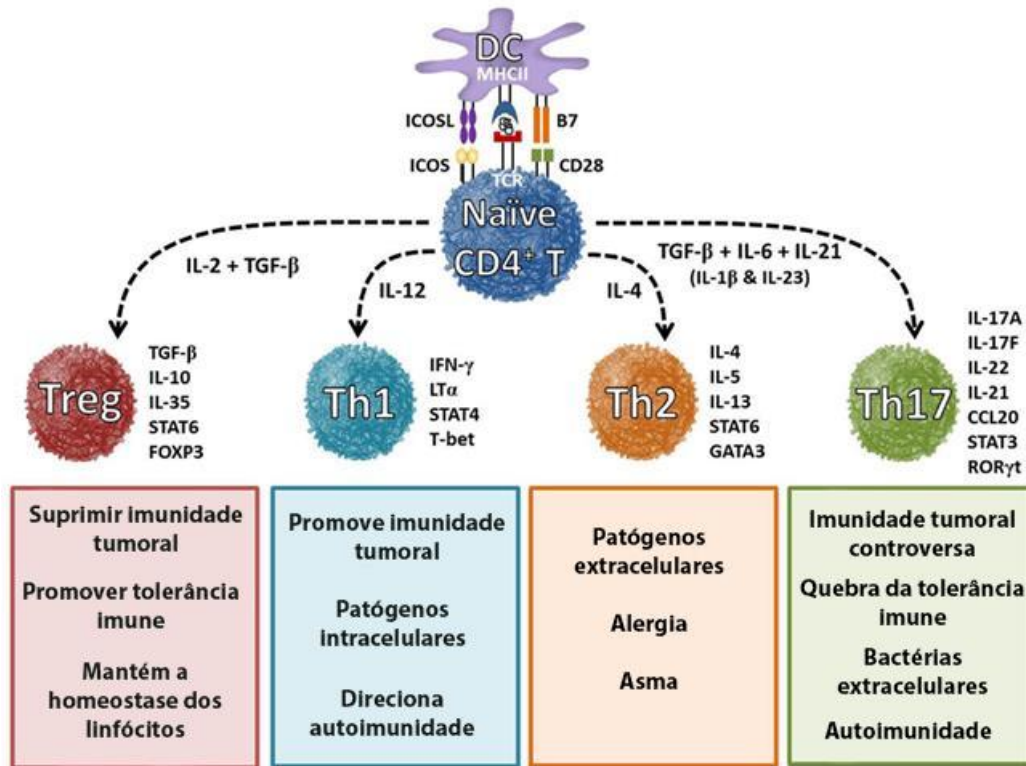 DC
MHCII
ICOSL
B7
ICOS
CD28
TCR
Naïve
CD4⁺ T
IL-2 + TGF-β
IL-12
IL-4
TGF-β + IL-6 + IL-21
(IL-1β & IL-23)
Treg
TGF-β
IL-10
IL-35
STAT6
FOXP3
Th1
IFN-γ
LTα
STAT4
T-bet
Th2
IL-4
IL-5
IL-13
STAT6
GATA3
Th17
IL-17A
IL-17F
IL-22
IL-21
CCL20
STAT3
RORγt
Suprimir imunidade
tumoral
Promover tolerância
imune
Mantém a
homeostase dos
linfócitos
Promove imunidade
tumoral
Patógenos
intracelulares
Direciona
autoimunidade
Patógenos
extracelulares
Alergia
Asma
Imunidade tumoral
controversa
Quebra da tolerância
imune
Bactérias
extracelulares
Autoimunidade